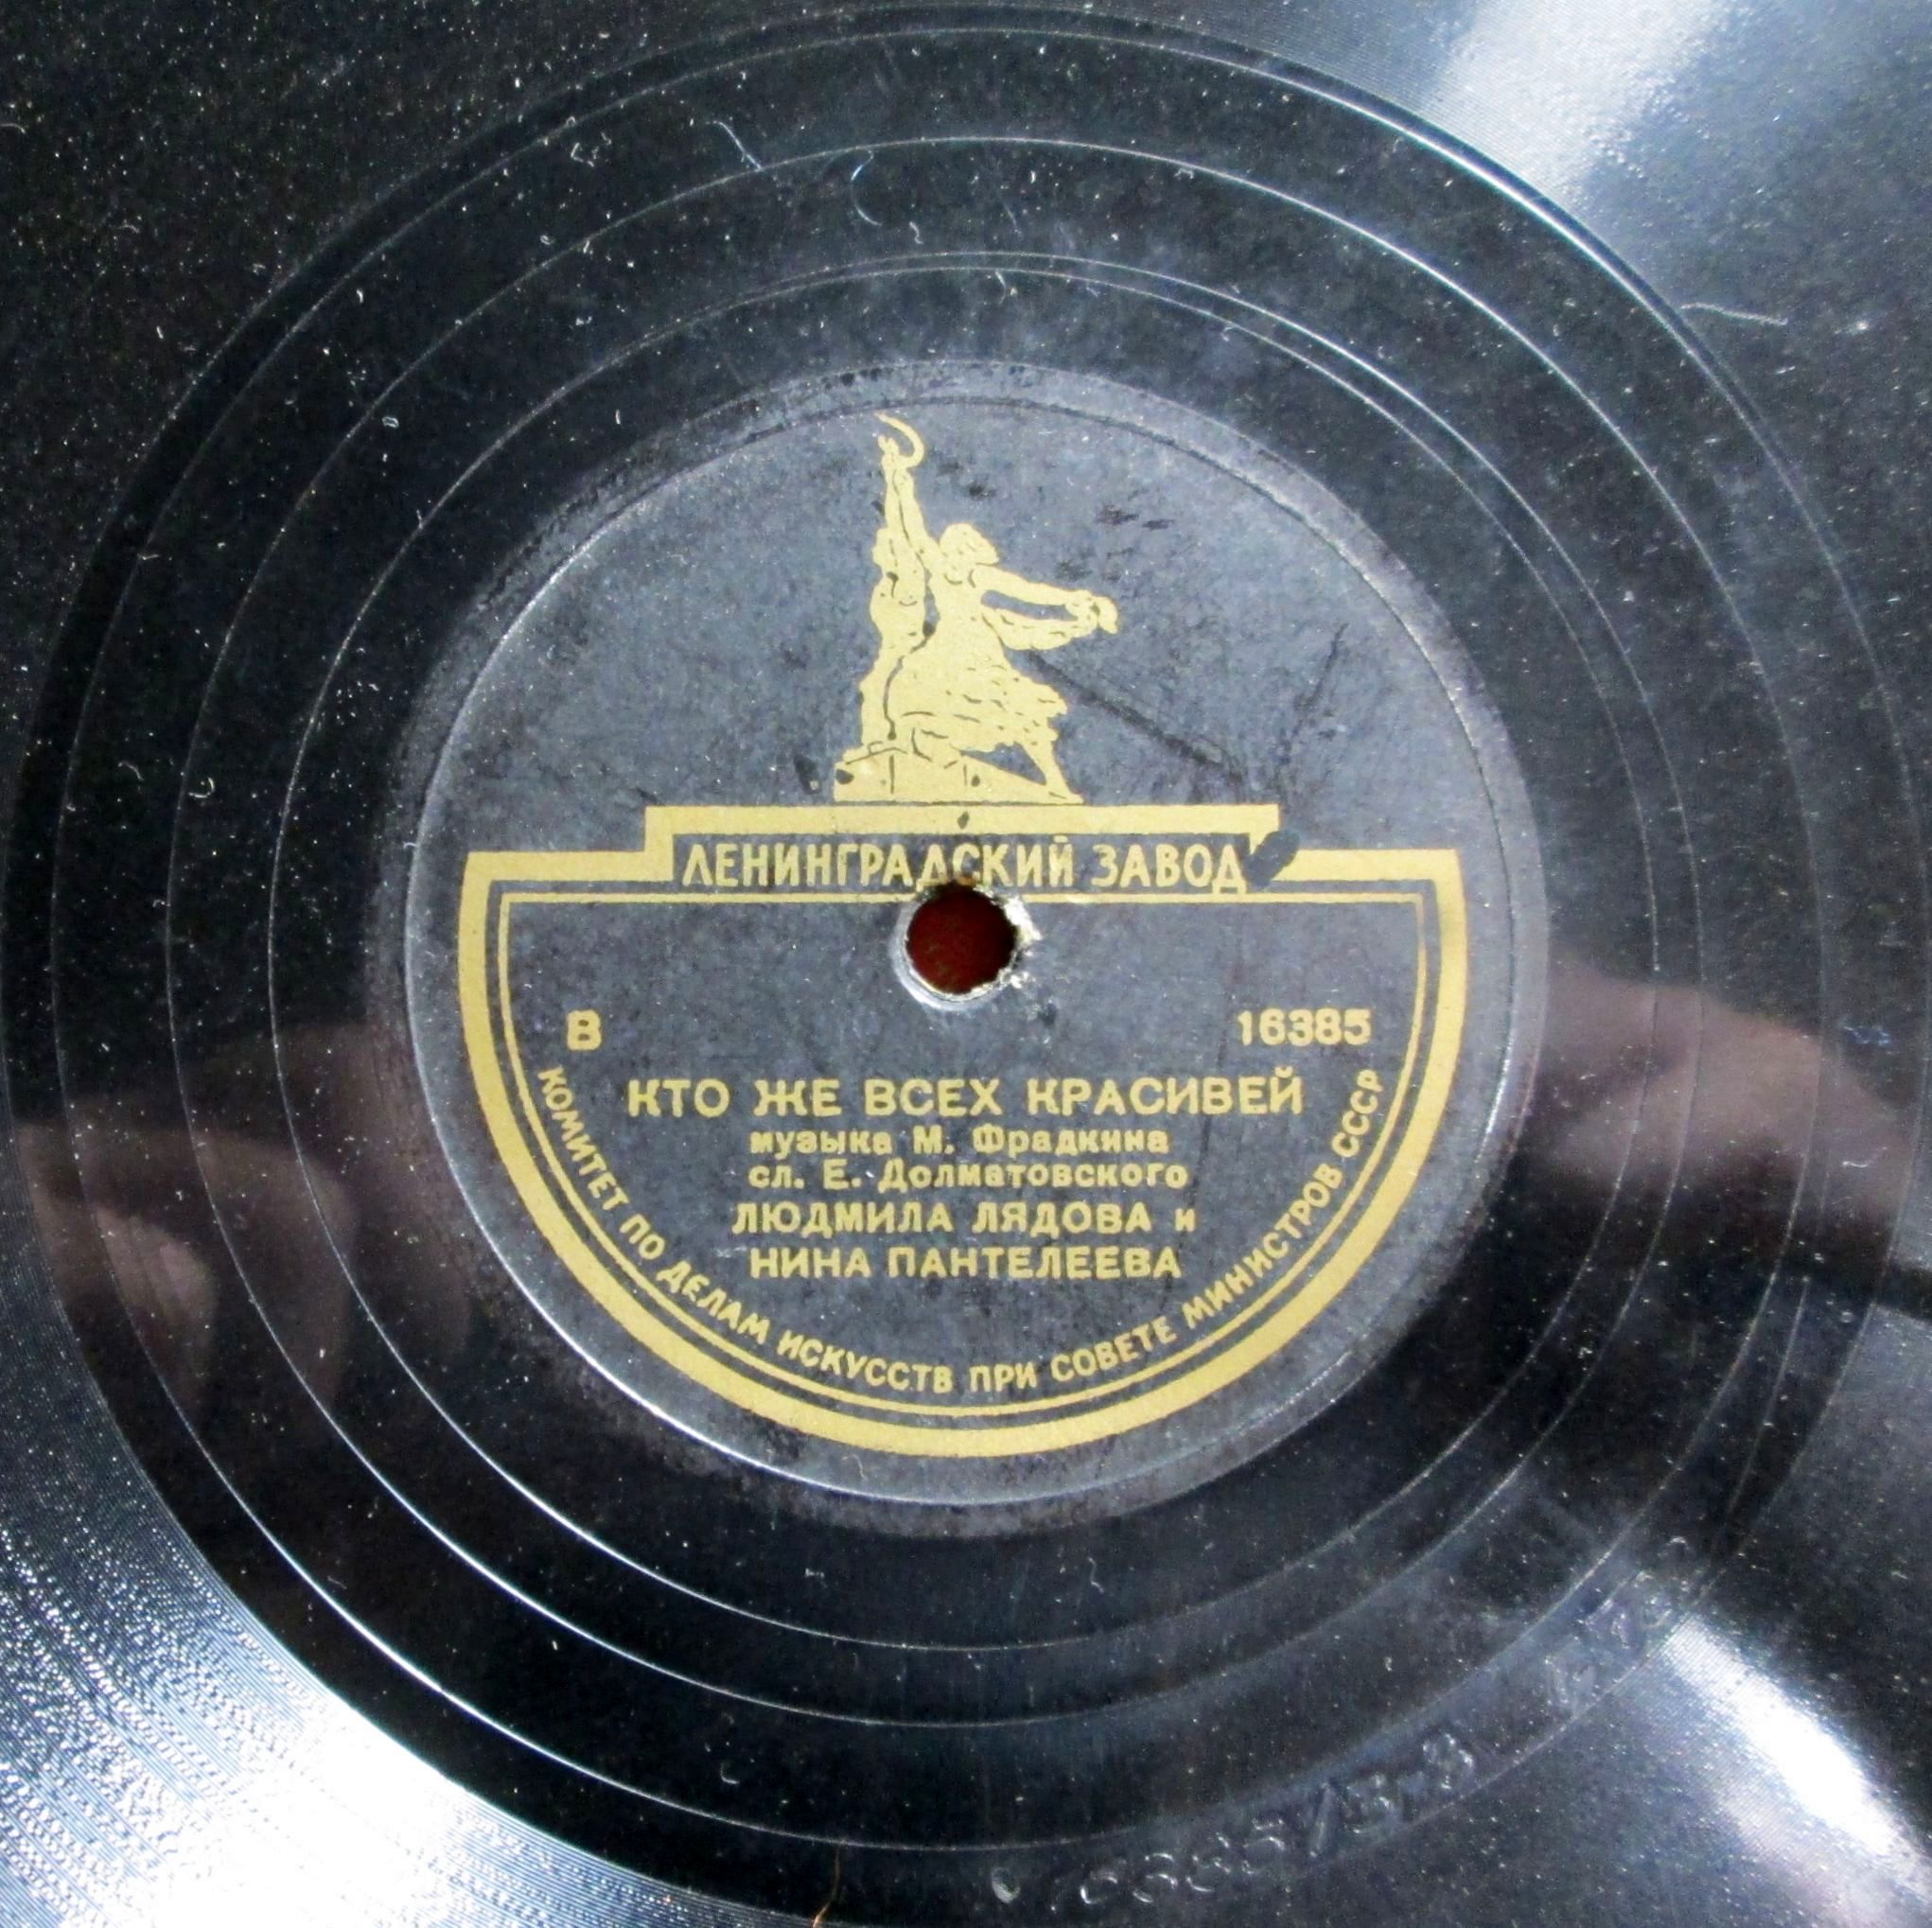 ЛЕНИНГРАДСКИЙ ЗАВОД
В 16385
КТО ЖЕ ВСЕХ КРАСИВЕЙ
музыка М. Фрадкина
сл. Е. Долматовского
ЛЮДМИЛА ЛЯДОВА и
НИНА ПАНТЕЛЕЕВА
КОМИТЕТ ПО ДЕЛАМ ИСКУССТВ ПРИ СОВЕТЕ МИНИСТРОВ СССР